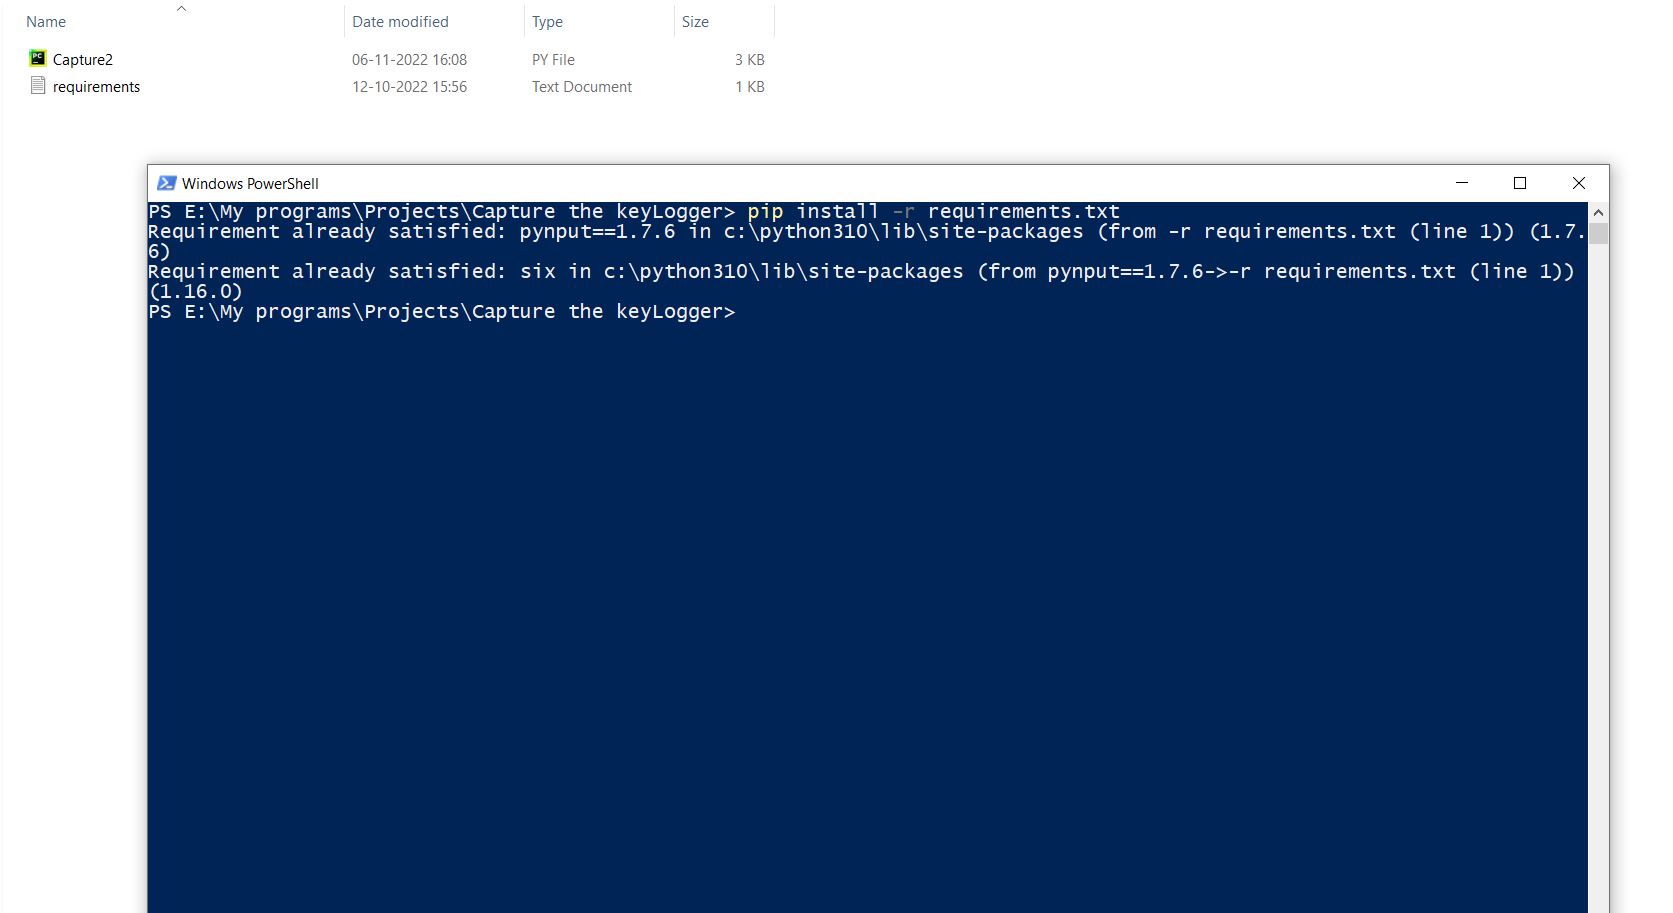 Name Date modified Type Size
Capture2 06-11-2022 16:08 PY File 3 KB
requirements 12-10-2022 15:56 Text Document 1 KB
Windows PowerShell
PS E:\My programs\Projects\Capture the keyLogger> pip install -r requirements.txt
Requirement already satisfied: pynput==1.7.6 in c:\python310\lib\site-packages (from -r requirements.txt (line 1)) (1.7.
6)
Requirement already satisfied: six in c:\python310\lib\site-packages (from pynput==1.7.6->-r requirements.txt (line 1))
(1.16.0)
PS E:\My programs\Projects\Capture the keyLogger>